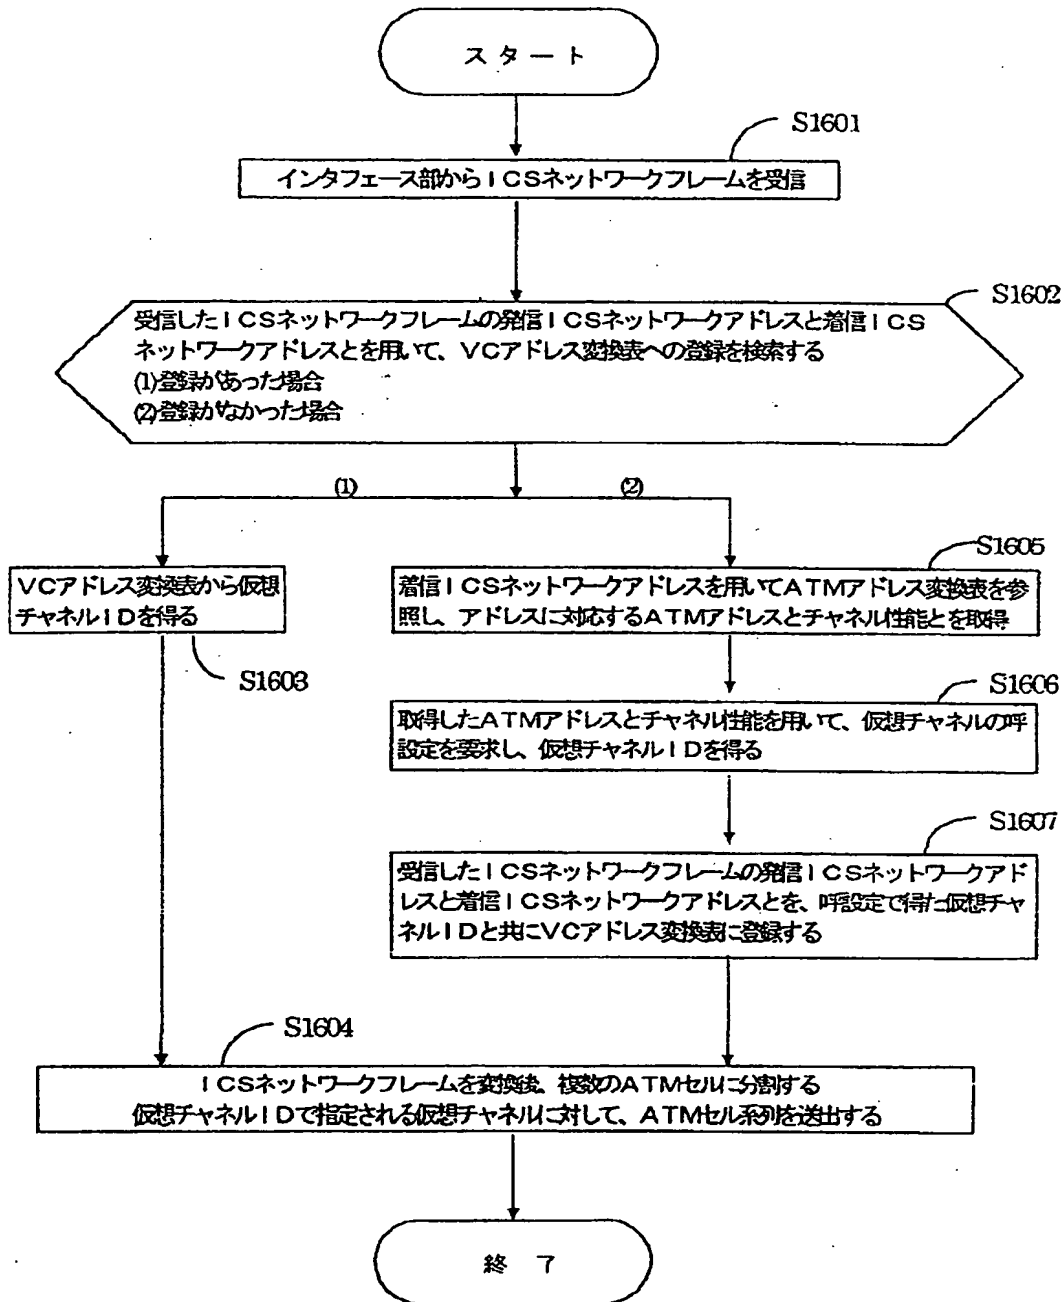 スタート
S1601
インタフェース部からICSネットワークフレームを受信
S1602
受信したICSネットワークフレームの発信ICSネットワークアドレスと着信ICS
ネットワークアドレスとを用いて、VCアドレス変換表への登録を検索する
(1)登録があった場合
(2)登録がなかった場合
(1)
(2)
VCアドレス変換表から仮想
チャネルIDを得る
S1603
S1605
着信ICSネットワークアドレスを用いてATMアドレス変換表を参
照し、アドレスに対応するATMアドレスとチャネル性能とを取得
S1606
取得したATMアドレスとチャネル性能を用いて、仮想チャネルの呼
設定を要求し、仮想チャネルIDを得る
S1607
受信したICSネットワークフレームの発信ICSネットワークアド
レスと着信ICSネットワークアドレスとを、呼設定で得た仮想チャ
ネルIDと共にVCアドレス変換表に登録する
S1604
ICSネットワークフレームを変換後、複数のATMセルに分割する
仮想チャネルIDで指定される仮想チャネルに対して、ATMセル系列を送出する
終了